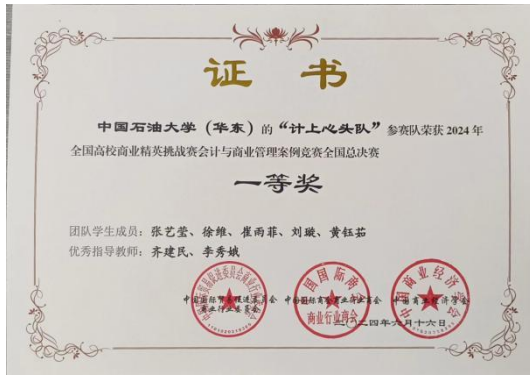 证 书
中国石油大学（华东）的“计上心头队”参赛队荣获 2024 年
全国高校商业精英挑战赛会计与商业管理案例竞赛全国总决赛
一等奖
团队学生成员：张艺莹、徐维、崔雨菲、刘璇、黄钰茹
优秀指导教师：齐建民、李秀娥
中国国际贸易促进委员会 中国国际商会商业行业商会 中国商业经济学会
商业行业委员会
二〇二四年六月十六日